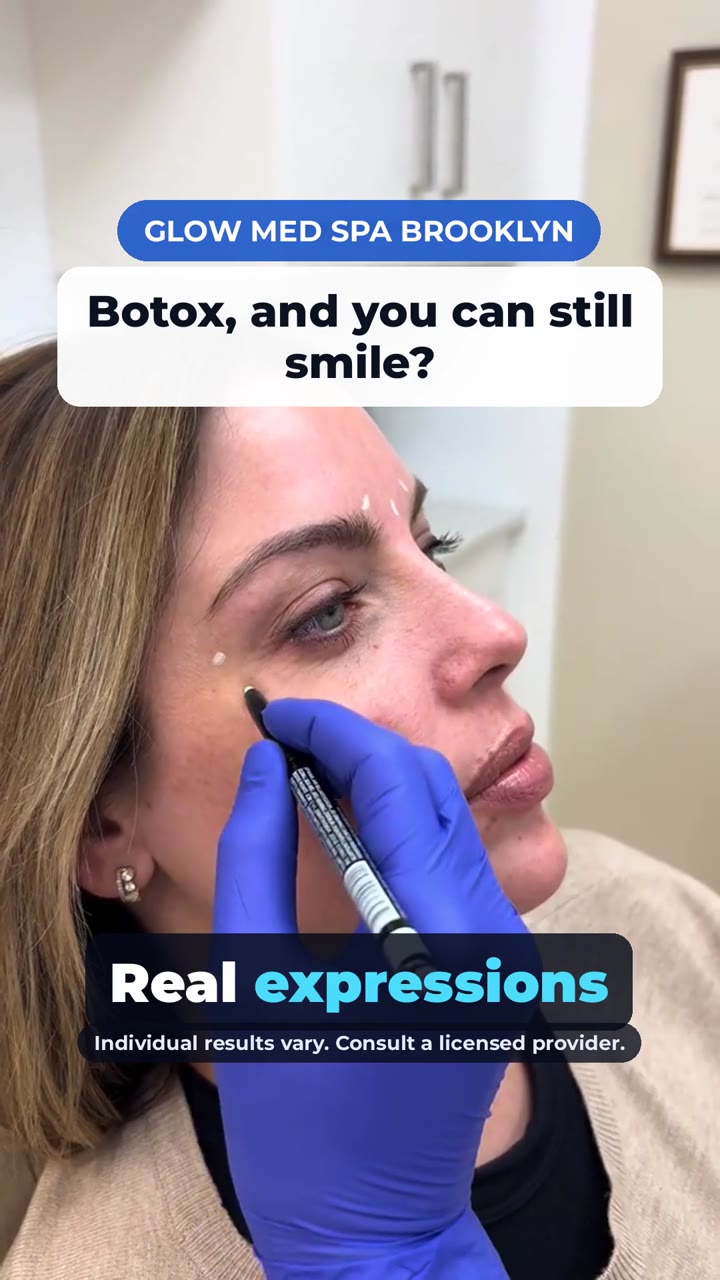 GLOW MED SPA BROOKLYN
Botox, and you can still
smile?
Real expressions
Individual results vary. Consult a licensed provider.